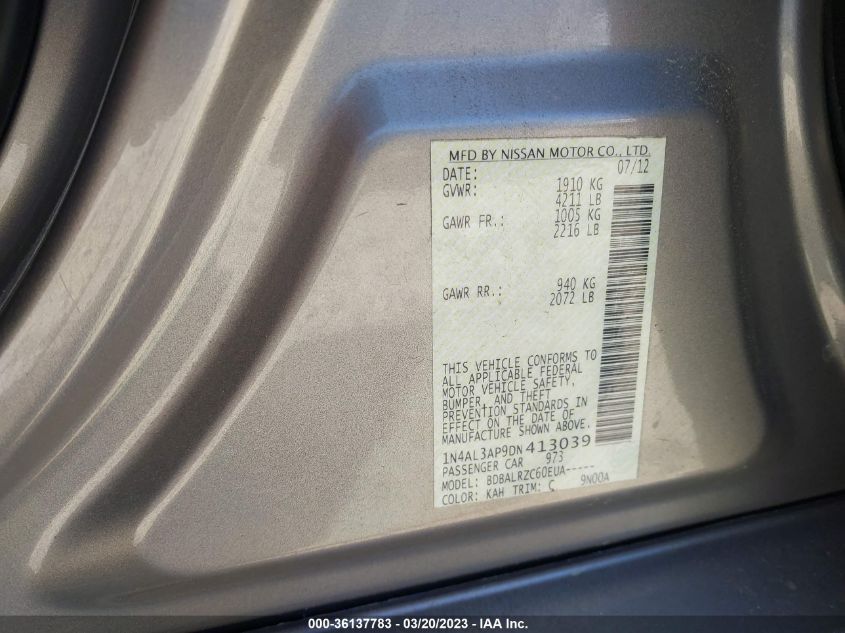 MFD BY NISSAN MOTOR CO., LTD.
DATE: 07/12
GVWR: 1910 KG
4211 LB
GAWR FR.: 1005 KG
2216 LB
GAWR RR.: 940 KG
2072 LB
THIS VEHICLE CONFORMS TO
ALL APPLICABLE FEDERAL
MOTOR VEHICLE SAFETY,
BUMPER, AND THEFT
PREVENTION STANDARDS IN
EFFECT ON THE DATE OF
MANUFACTURE SHOWN ABOVE.
1N4AL3AP9DN413039
PASSENGER CAR 973
MODEL: BDBALRZC60EUA-----
COLOR: KAH TRIM: C 9N00A
000-36137783 - 03/20/2023 - IAAI.com